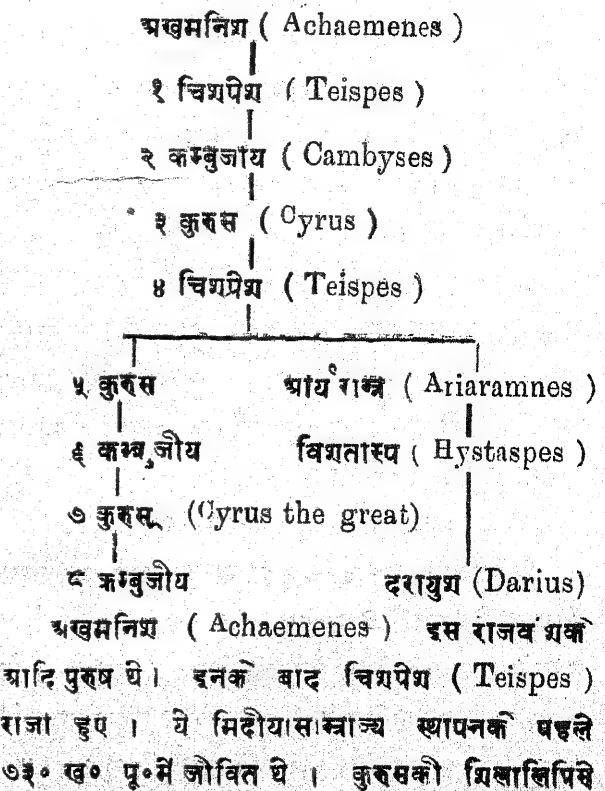 अखमनिश ( Achaemenes )
१ चिशपेश ( Teispes )
२ कम्बुजीय ( Cambyses )
३ कुरुस ( Cyrus )
४ चिशपेश ( Teispes )
५ कुरुस आर्यराम्न ( Ariaramnes )
६ कम्बुजीय विशतास्प ( Hystaspes )
७ कुरुस् (Cyrus the great)
८ कम्बुजीय दरायुश (Darius)
अखमनिश ( Achaemenes ) इस राजवंशके
आदि पुरुष थे। इनके बाद चिशपेश ( Teispes )
राजा हुए । ये मिदीयासाम्राज्य स्थापनके पहले
७३० ख० पू०में जीवित थे । कुरुसकी शिलालिपिसे